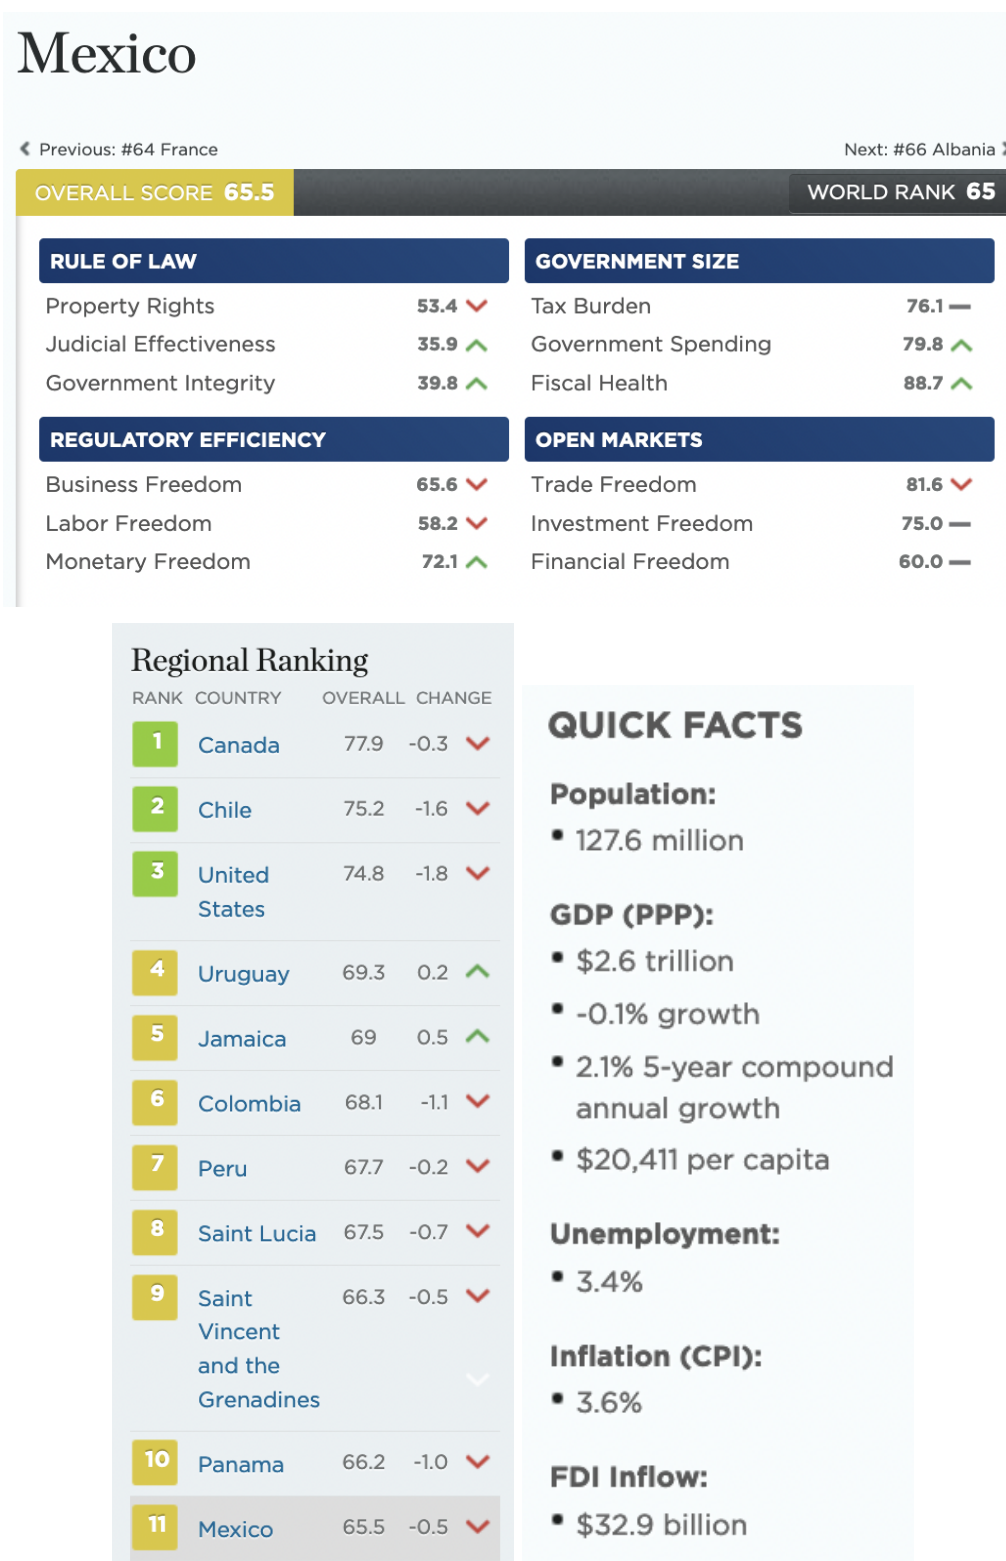 Mexico
Previous: #64 France
Next: #66 Albania
OVERALL SCORE 65.5
WORLD RANK 65
RULE OF LAW
Property Rights 53.4
Judicial Effectiveness 35.9
Government Integrity 39.8
GOVERNMENT SIZE
Tax Burden 76.1
Government Spending 79.8
Fiscal Health 88.7
REGULATORY EFFICIENCY
Business Freedom 65.6
Labor Freedom 58.2
Monetary Freedom 72.1
OPEN MARKETS
Trade Freedom 81.6
Investment Freedom 75.0
Financial Freedom 60.0
Regional Ranking
RANK COUNTRY OVERALL CHANGE
1 Canada 77.9 -0.3
2 Chile 75.2 -1.6
3 United 74.8 -1.8
States
4 Uruguay 69.3 0.2
5 Jamaica 69 0.5
6 Colombia 68.1 -1.1
7 Peru 67.7 -0.2
8 Saint Lucia 67.5 -0.7
9 Saint 66.3 -0.5
Vincent
and the
Grenadines
10 Panama 66.2 -1.0
11 Mexico 65.5 -0.5
QUICK FACTS
Population:
▪ 127.6 million
GDP (PPP):
▪ $2.6 trillion
▪ -0.1% growth
▪ 2.1% 5-year compound
annual growth
▪ $20,411 per capita
Unemployment:
▪ 3.4%
Inflation (CPI):
▪ 3.6%
FDI Inflow:
▪ $32.9 billion